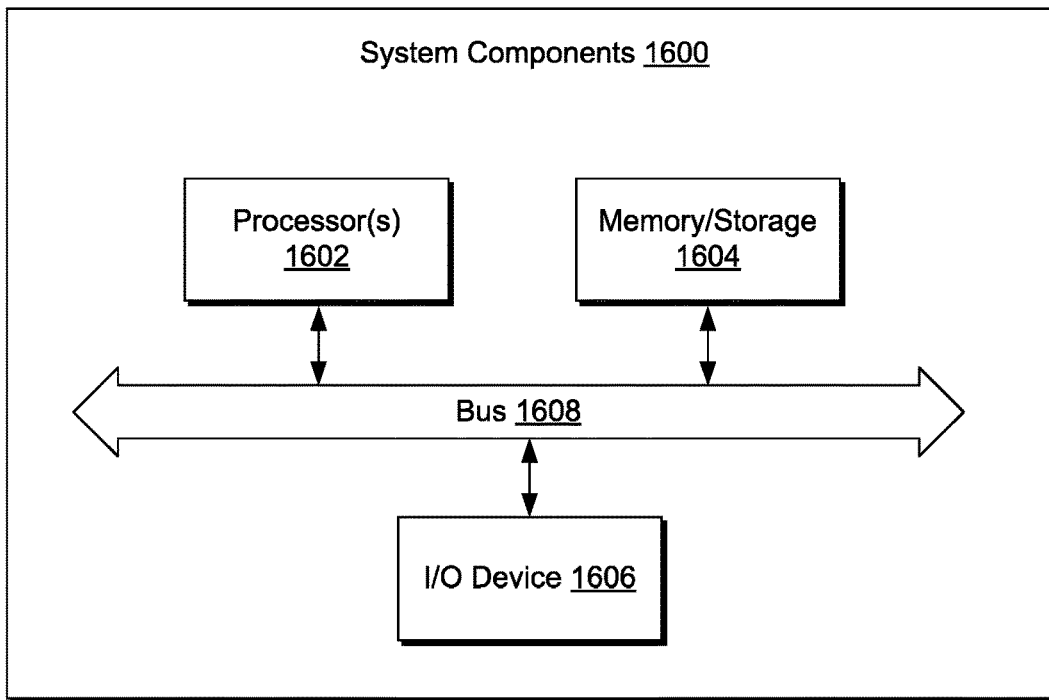 System Components 1600
Processor(s)
1602
Memory/Storage
1604
Bus 1608
I/O Device 1606